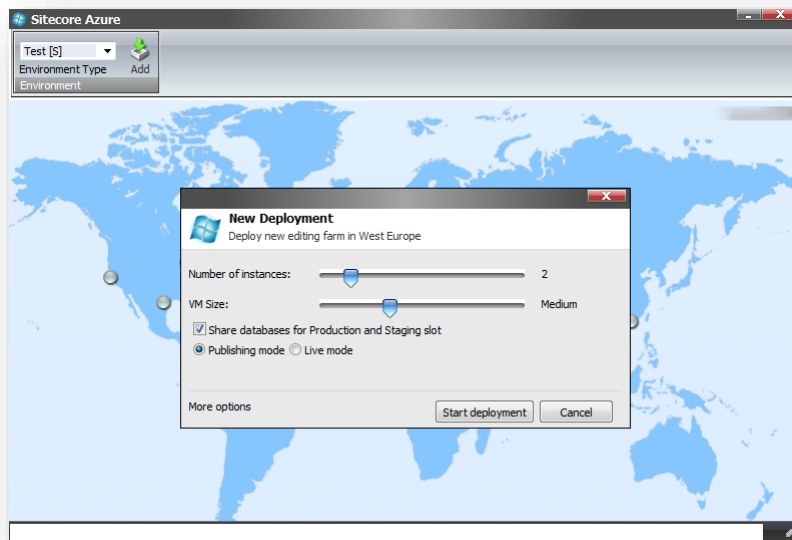 Sitecore Azure
Test [S]
Environment Type Add
Environment
New Deployment
Deploy new editing farm in West Europe
Number of instances: 2
VM Size: Medium
Share databases for Production and Staging slot
Publishing mode Live mode
More options Start deployment Cancel